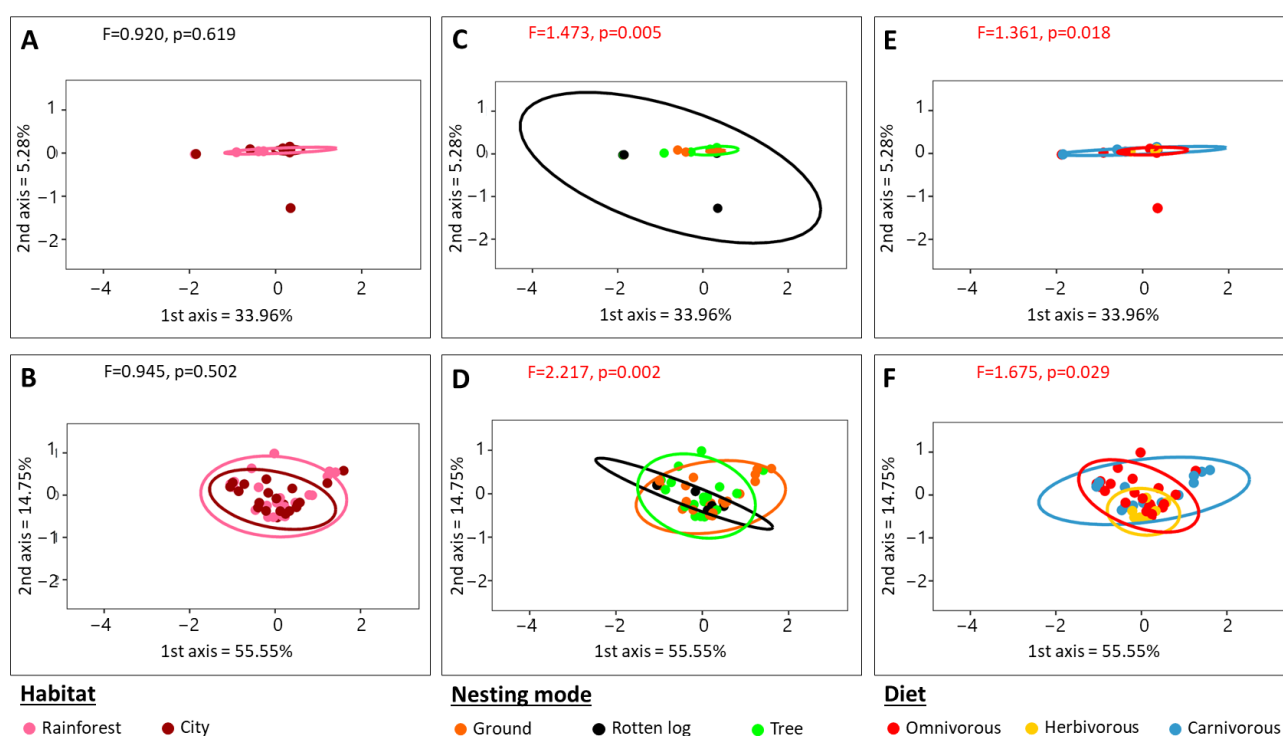 A
F=0.920, p=0.619
2nd axis = 5.28%
1
0
−1
−2
−4
−2
0
2
1st axis = 33.96%
C
F=1.473, p=0.005
2nd axis = 5.28%
1
0
−1
−2
−4
−2
0
2
1st axis = 33.96%
E
F=1.361, p=0.018
2nd axis = 5.28%
1
0
−1
−2
−4
−2
0
2
1st axis = 33.96%
B
F=0.945, p=0.502
2nd axis = 14.75%
1
0
−1
−2
−4
−2
0
2
1st axis = 55.55%
D
F=2.217, p=0.002
2nd axis = 14.75%
1
0
−1
−2
−4
−2
0
2
1st axis = 55.55%
F
F=1.675, p=0.029
2nd axis = 14.75%
1
0
−1
−2
−4
−2
0
2
1st axis = 55.55%
Habitat
Rainforest City
Nesting mode
Ground Rotten log Tree
Diet
Omnivorous Herbivorous Carnivorous